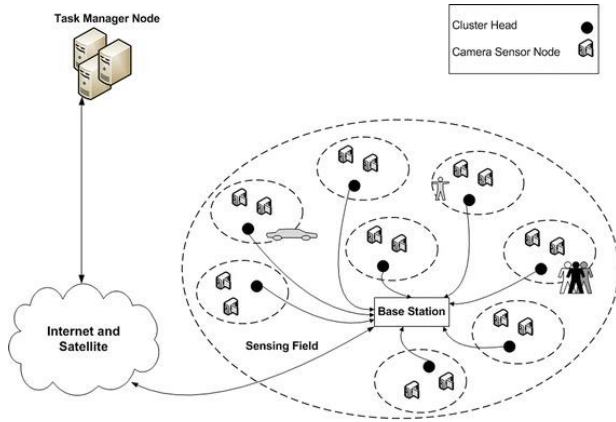 Task Manager Node
Cluster Head
Camera Sensor Node
Base Station
Internet and
Satellite
Sensing Field